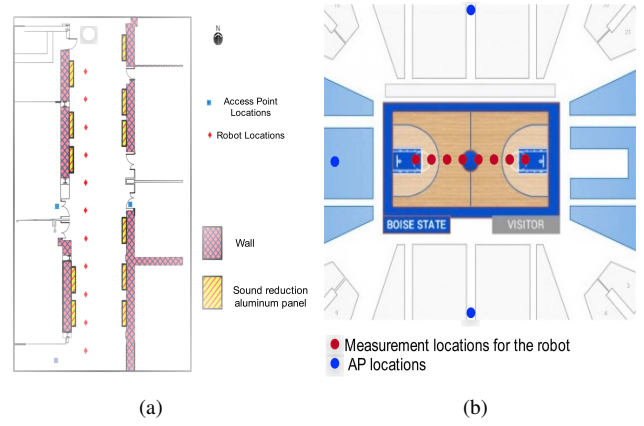 N
Access Point
Locations
Robot Locations
Wall
Sound reduction
aluminum panel
(a)
BOISE STATE
VISITOR
Measurement locations for the robot
AP locations
(b)